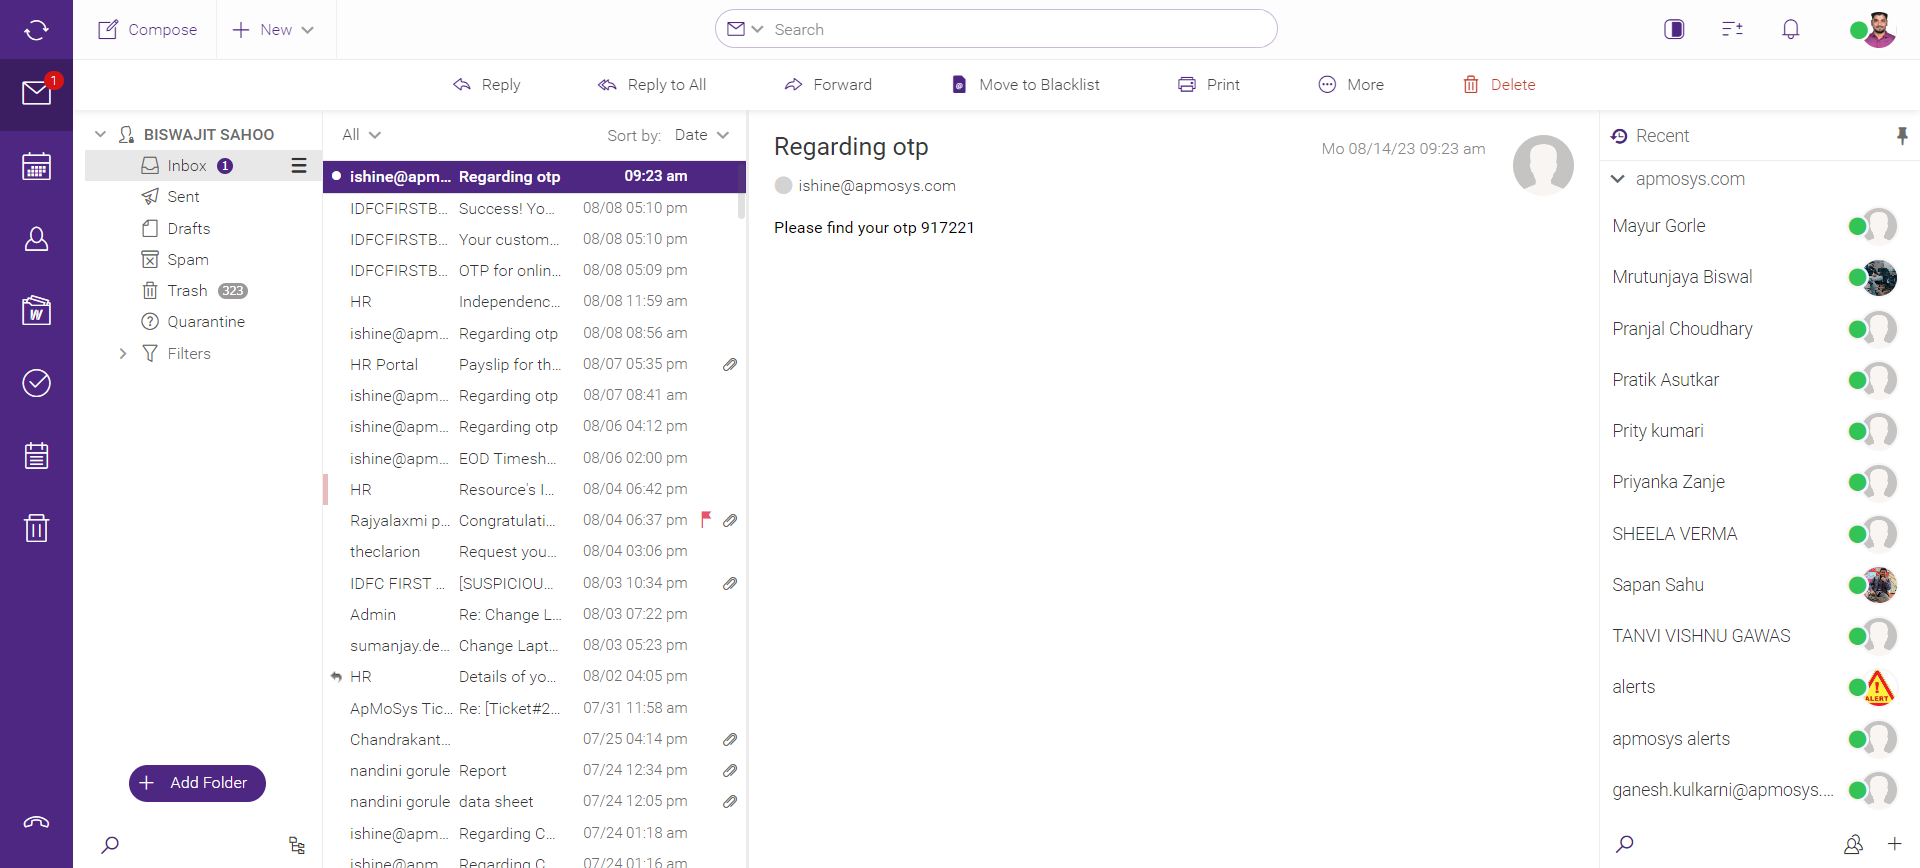 Compose
New
Search
1
Reply
Reply to All
Forward
Move to Blacklist
Print
More
Delete
BISWAJIT SAHOO
Inbox 1
Sent
Drafts
Spam
Trash 323
Quarantine
Filters
Add Folder
All Sort by: Date
ishine@apm... Regarding otp 09:23 am
IDFCFIRSTB... Success! Yo... 08/08 05:10 pm
IDFCFIRSTB... Your custom... 08/08 05:10 pm
IDFCFIRSTB... OTP for onlin... 08/08 05:09 pm
HR Independenc... 08/08 11:59 am
ishine@apm... Regarding otp 08/08 08:56 am
HR Portal Payslip for th... 08/07 05:35 pm
ishine@apm... Regarding otp 08/07 08:41 am
ishine@apm... Regarding otp 08/06 04:12 pm
ishine@apm... EOD Timesh... 08/06 02:00 pm
HR Resource's I... 08/04 06:42 pm
Rajyalaxmi p... Congratulati... 08/04 06:37 pm
theclarion Request you... 08/04 03:06 pm
IDFC FIRST ... [SUSPICIOU... 08/03 10:34 pm
Admin Re: Change L... 08/03 07:22 pm
sumanjay.de... Change Lapt... 08/03 05:23 pm
HR Details of yo... 08/02 04:05 pm
ApMoSys Tic... Re: [Ticket#2... 07/31 11:58 am
Chandrakant... 07/25 04:14 pm
nandini gorule Report 07/24 12:34 pm
nandini gorule data sheet 07/24 12:05 pm
ishine@apm... Regarding C... 07/24 01:18 am
ishine@apm... Regarding C... 07/24 01:16 am
Regarding otp
Mo 08/14/23 09:23 am
ishine@apmosys.com
Please find your otp 917221
Recent
apmosys.com
Mayur Gorle
Mrutunjaya Biswal
Pranjal Choudhary
Pratik Asutkar
Prity kumari
Priyanka Zanje
SHEELA VERMA
Sapan Sahu
TANVI VISHNU GAWAS
alerts
ALERT
apmosys alerts
ganesh.kulkarni@apmosys....